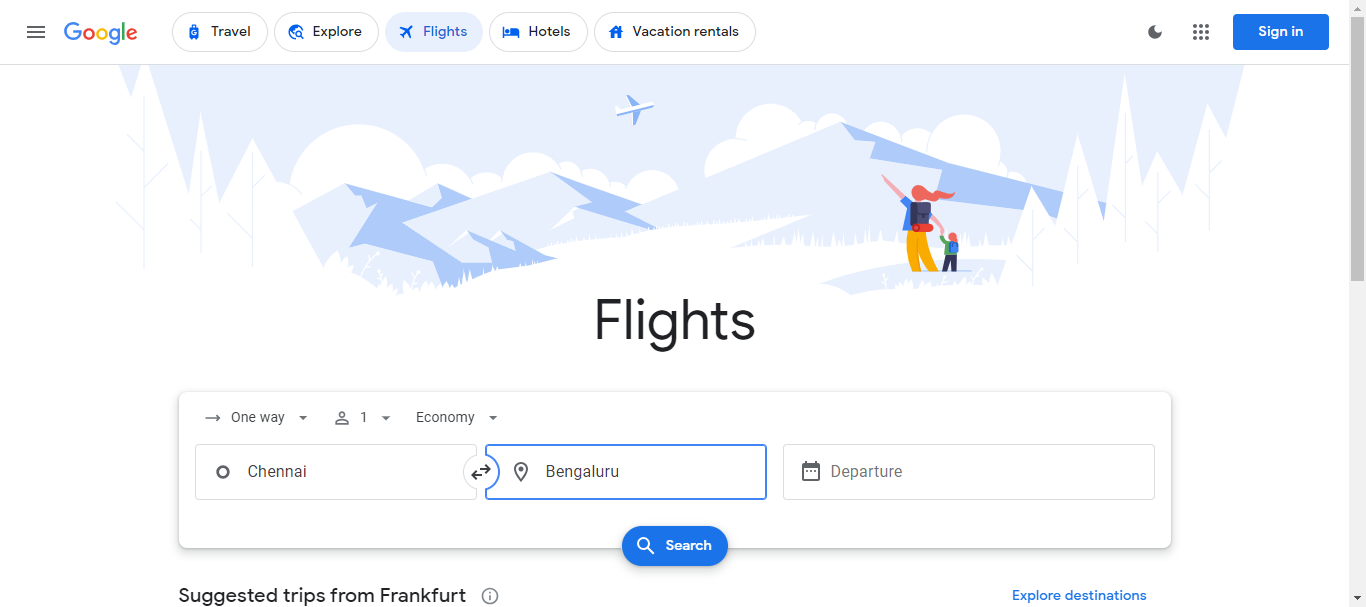 Google Travel Explore Flights Hotels Vacation rentals Sign in
Flights
One way 1 Economy
Chennai Bengaluru Departure
Search
Suggested trips from Frankfurt Explore destinations